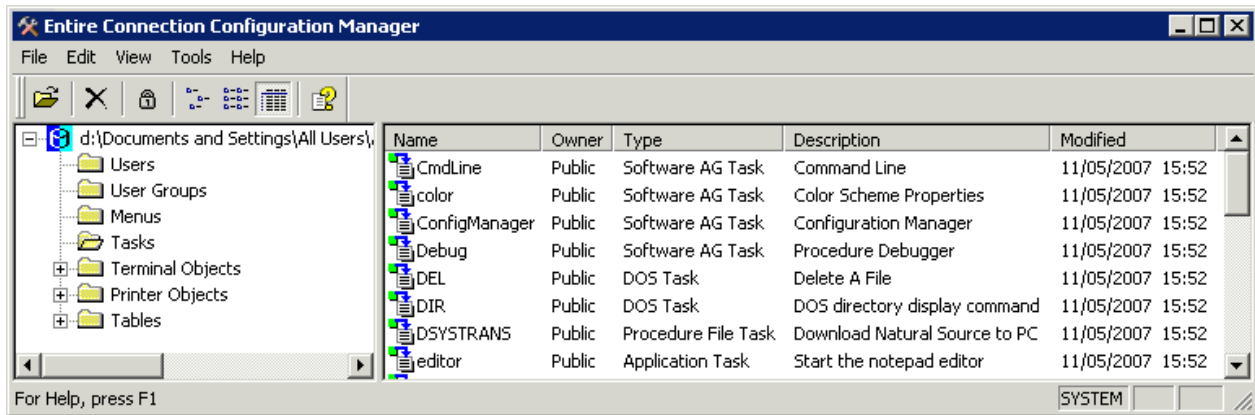 Entire Connection Configuration Manager
File Edit View Tools Help
d:\Documents and Settings\All Users\
Users
User Groups
Menus
Tasks
Terminal Objects
Printer Objects
Tables
Name Owner Type Description Modified
CmdLine Public Software AG Task Command Line 11/05/2007 15:52
color Public Software AG Task Color Scheme Properties 11/05/2007 15:52
ConfigManager Public Software AG Task Configuration Manager 11/05/2007 15:52
Debug Public Software AG Task Procedure Debugger 11/05/2007 15:52
DEL Public DOS Task Delete A File 11/05/2007 15:52
DIR Public DOS Task DOS directory display command 11/05/2007 15:52
DSYSTRANS Public Procedure File Task Download Natural Source to PC 11/05/2007 15:52
editor Public Application Task Start the notepad editor 11/05/2007 15:52
For Help, press F1
SYSTEM